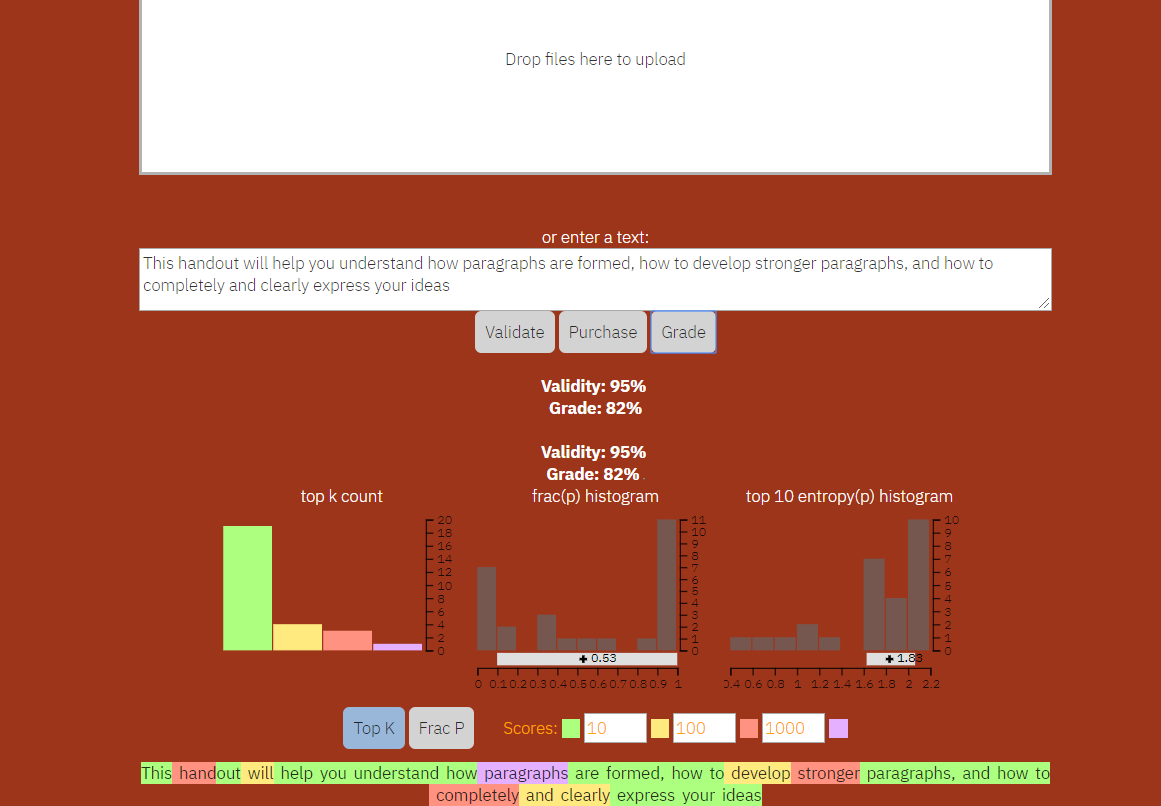 Drop files here to upload
or enter a text:
This handout will help you understand how paragraphs are formed, how to develop stronger paragraphs, and how to
completely and clearly express your ideas
Validate Purchase Grade
Validity: 95%
Grade: 82%
Validity: 95%
Grade: 82%
top k count frac(p) histogram top 10 entropy(p) histogram
20
18
16
14
12
10
8
6
4
2
0
11
10
9
8
7
6
5
4
3
2
1
0
+ 0.53
0 0.1 0.2 0.3 0.4 0.5 0.6 0.7 0.8 0.9 1
10
9
8
7
6
5
4
3
2
1
0
+ 1.83
0.4 0.6 0.8 1 1.2 1.4 1.6 1.8 2 2.2
Top K Frac P Scores: 10 100 1000
This handout will help you understand how paragraphs are formed, how to develop stronger paragraphs, and how to
completely and clearly express your ideas